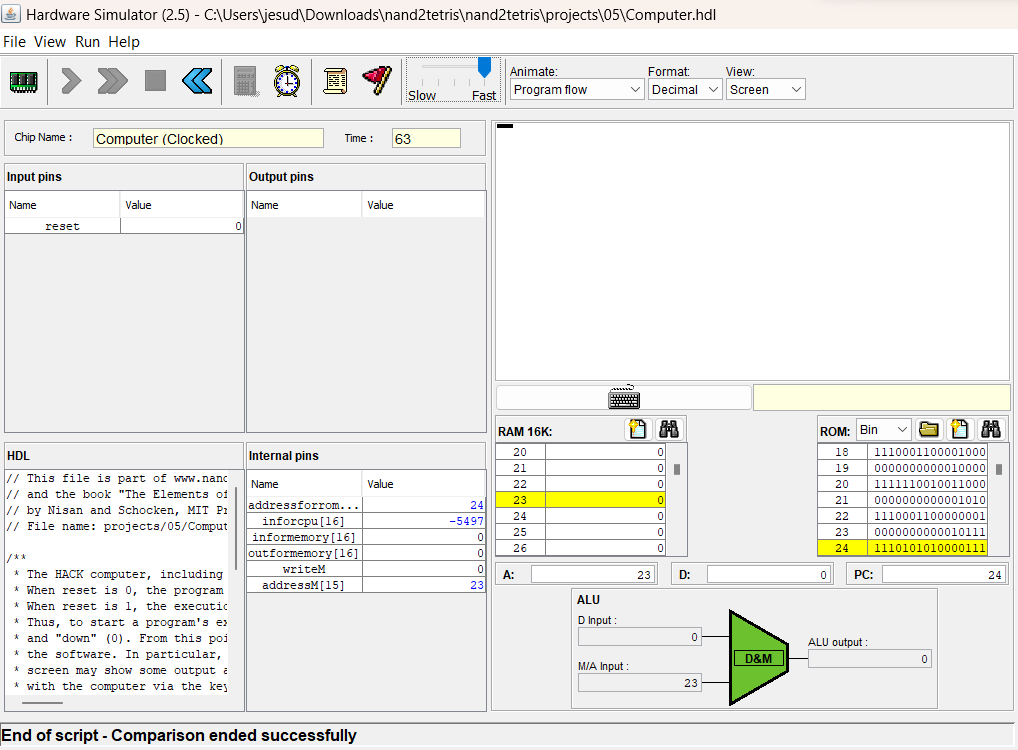 Hardware Simulator (2.5) - C:\Users\jesud\Downloads\nand2tetris\nand2tetris\projects\05\Computer.hdl
File View Run Help
Slow Fast
Animate: Format: View:
Program flow Decimal Screen
Chip Name : Computer (Clocked) Time : 63
Input pins Output pins
Name Value Name Value
reset 0
HDL
// This file is part of www.nand
// and the book "The Elements of
// by Nisan and Schocken, MIT Pr
// File name: projects/05/Comput
/**
* The HACK computer, including
* When reset is 0, the program
* When reset is 1, the executio
* Thus, to start a program's ex
* and "down" (0). From this poi
* the software. In particular,
* screen may show some output a
* with the computer via the key
Internal pins
Name Value
addressforrom... 24
inforcpu[16] -5497
informemory[16] 0
outformemory[16] 0
writeM 0
addressM[15] 23
RAM 16K:
20 0
21 0
22 0
23 0
24 0
25 0
26 0
ROM: Bin
18 1110001100001000
19 0000000000010000
20 1111110010011000
21 0000000000001010
22 1110001100000001
23 0000000000010111
24 1110101010000111
A: 23 D: 0 PC: 24
ALU
D Input :
0
M/A Input :
23
D&M
ALU output :
0
End of script - Comparison ended successfully